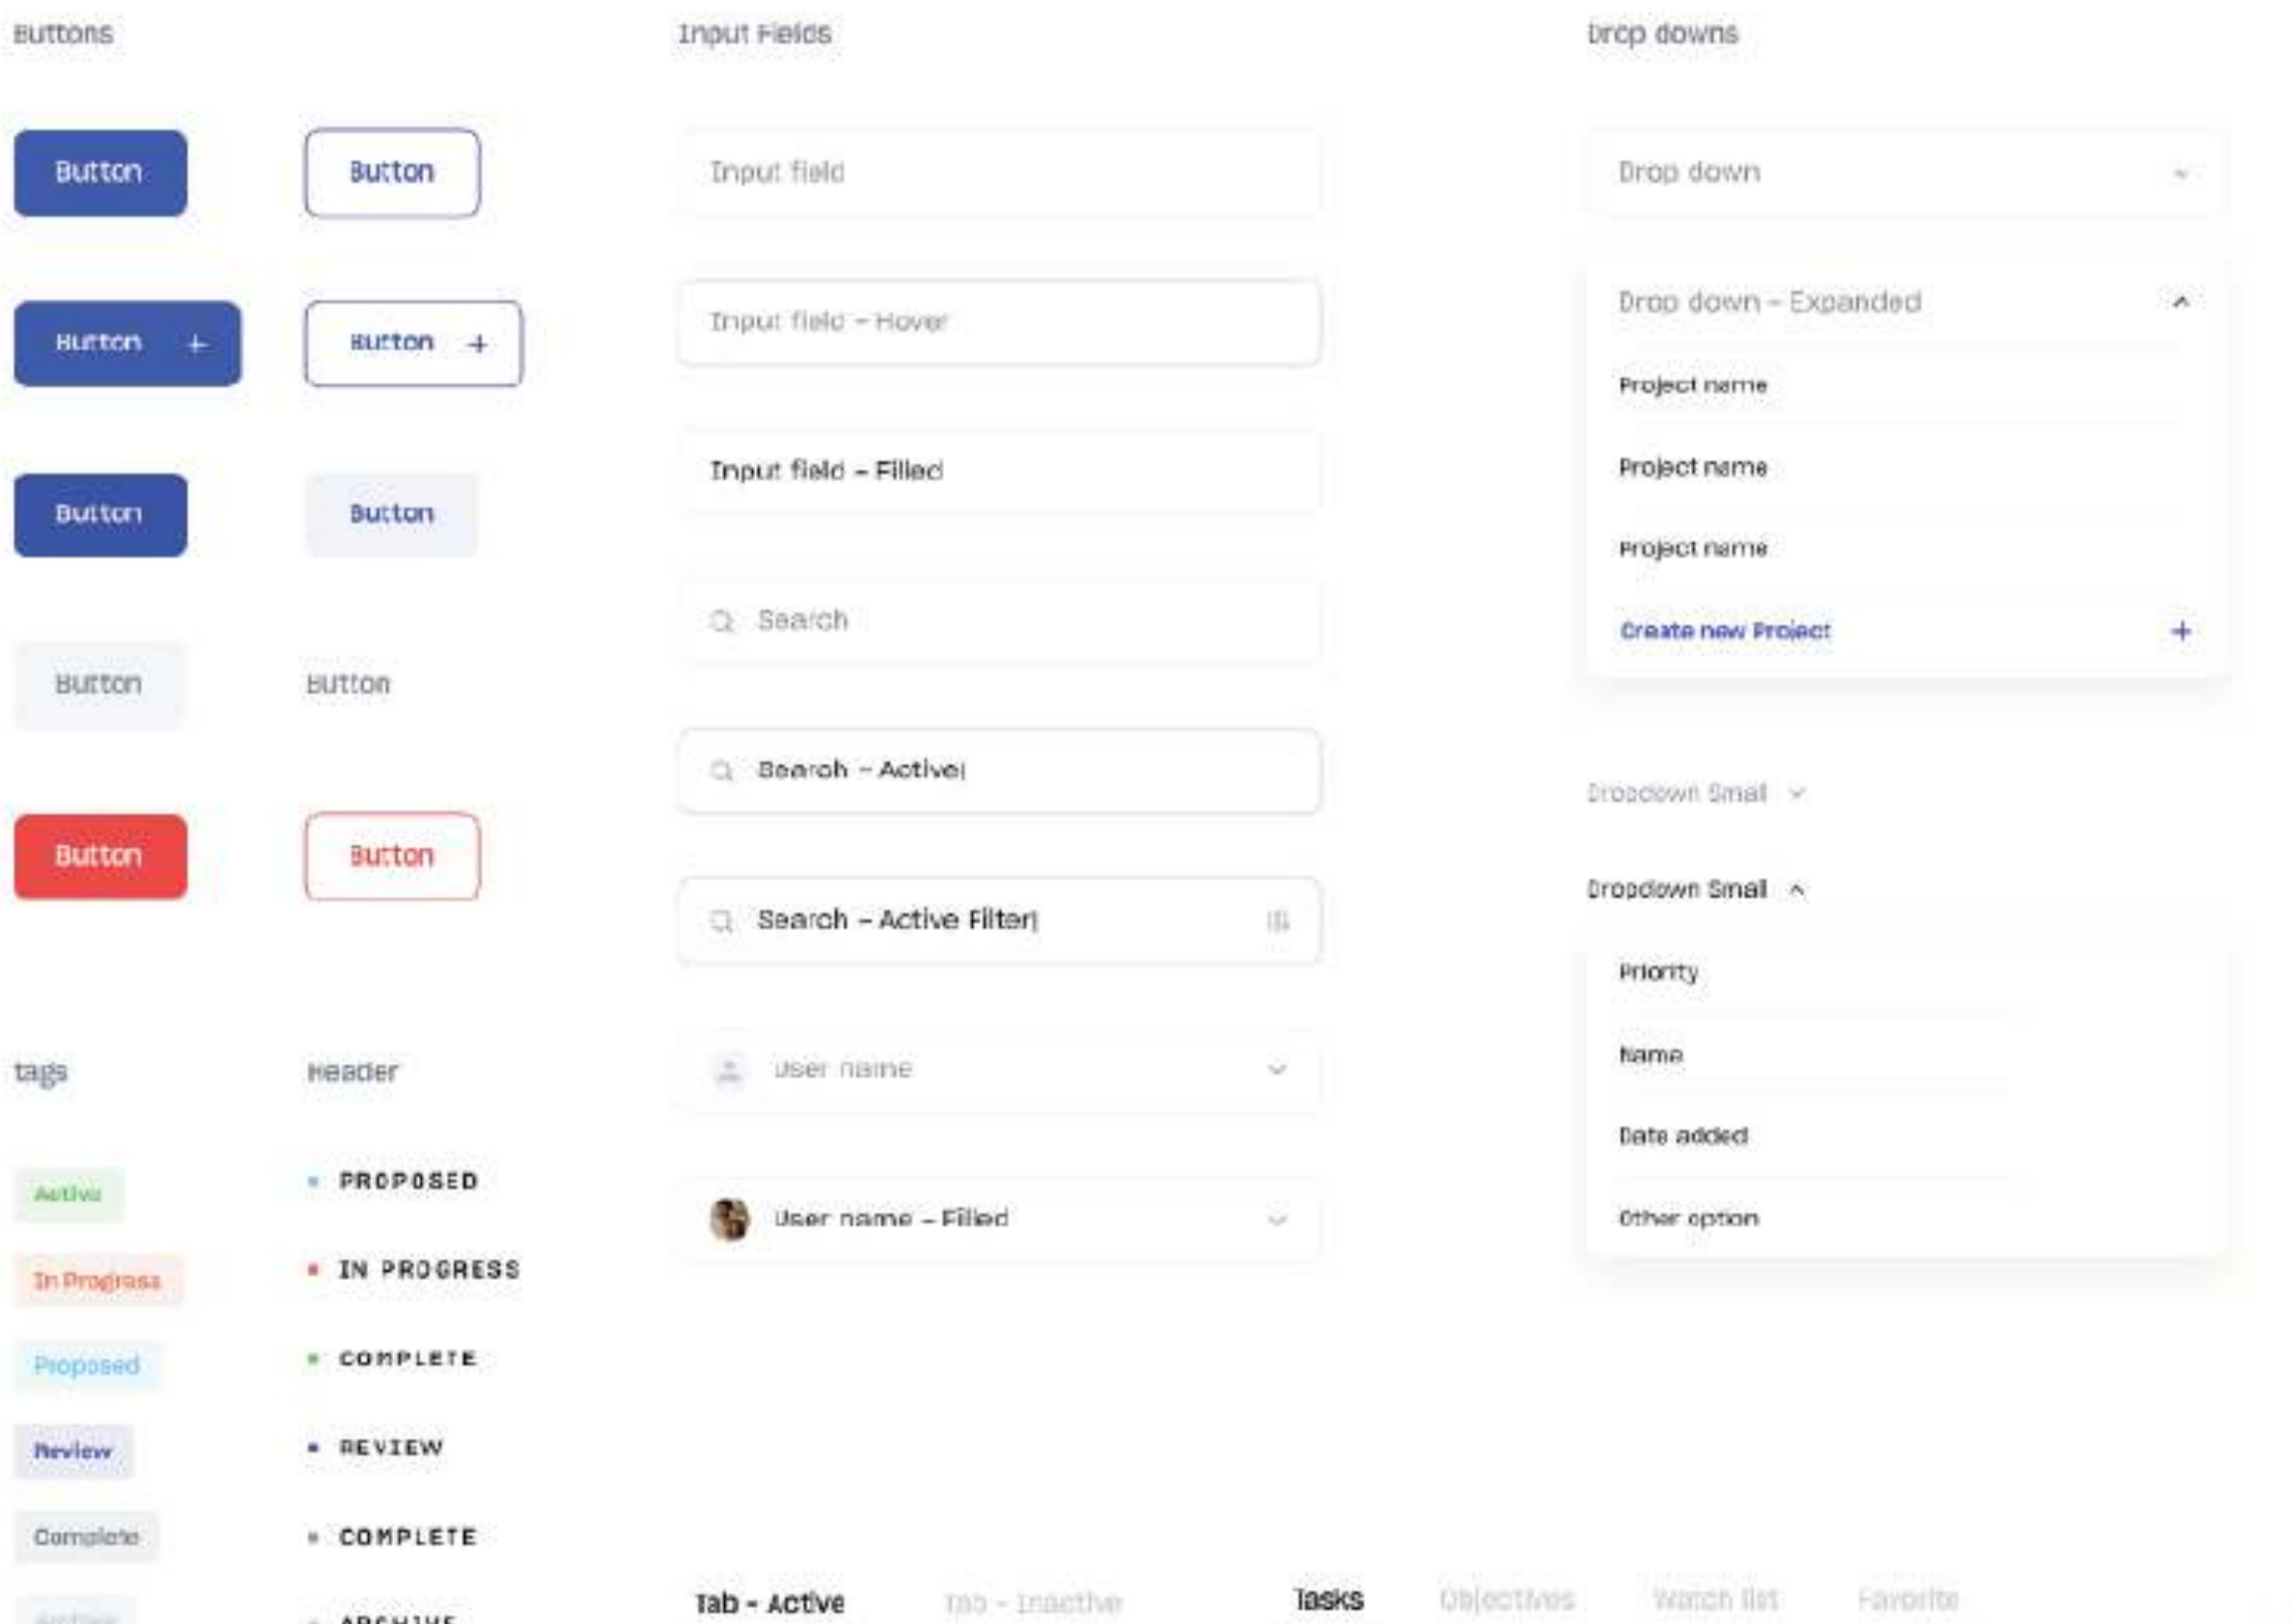 Buttons
Button
Button
Button +
Button +
Button
Button
Button
Button
Button
Button
tags
Header
Active
In Progress
Proposed
Review
Complete
Archive
PROPOSED
IN PROGRESS
COMPLETE
REVIEW
COMPLETE
ARCHIVE
Input Fields
Input field
Input field - Hover
Input field - Filled
Search
Search - Active|
Search - Active Filter|
User name
User name - Filled
Drop downs
Drop down
Drop down - Expanded
Project name
Project name
Project name
Create new Project +
Dropdown Small
Dropdown Small
Priority
Name
Date added
Other option
Tab - Active
Tab - Inactive
Tasks
Objectives
Watch list
Favorite